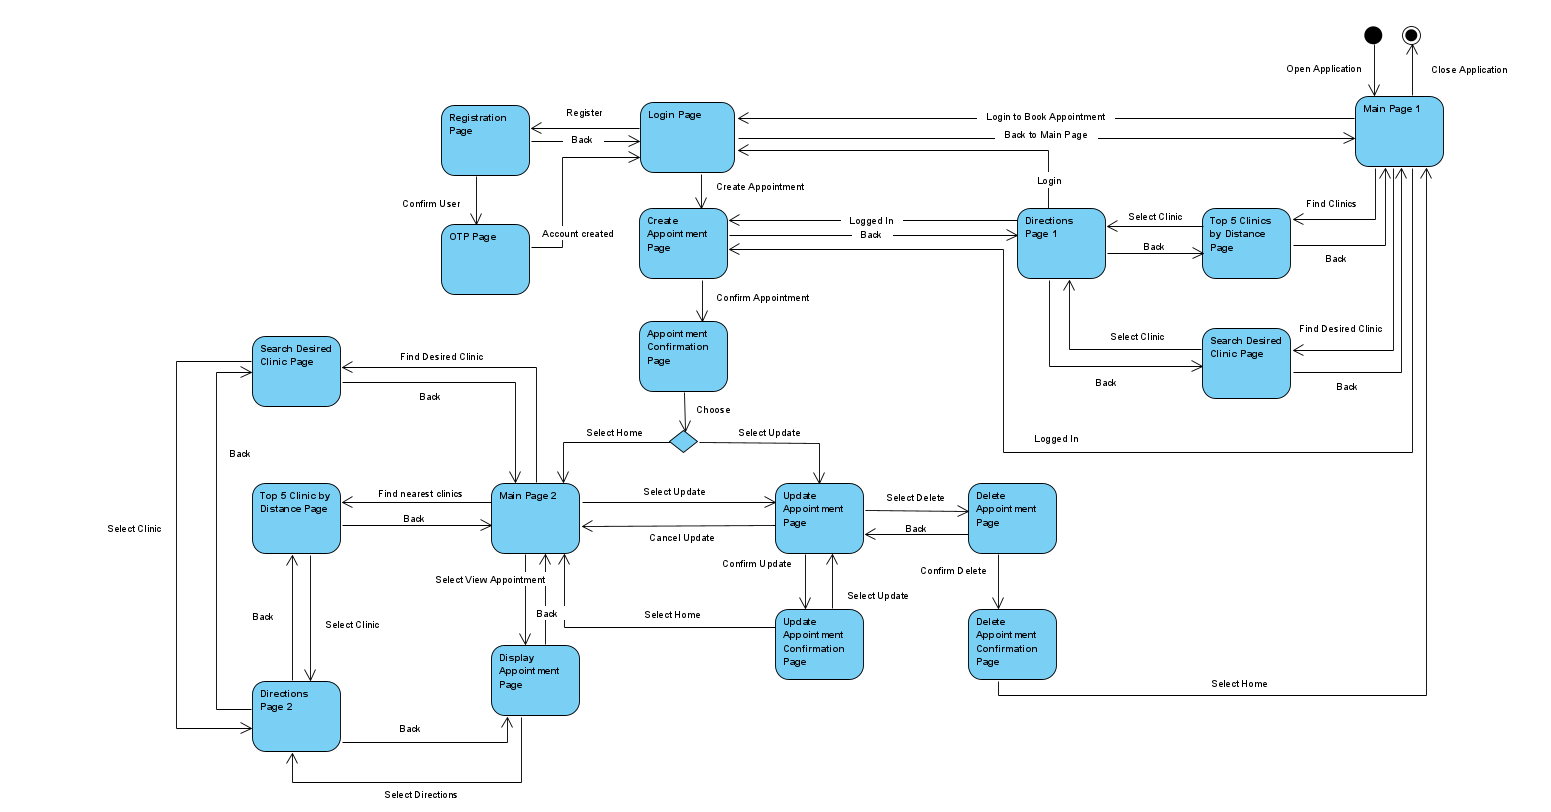 Open Application
Close Application
Main Page 1
Registration
Page
Register
Back
Login Page
Login to Book Appointment
Back to Main Page
Login
Confirm User
Create Appointment
OTP Page
Account created
Create
Appointment
Page
Logged In
Back
Directions
Page 1
Select Clinic
Back
Top 5 Clinics
by Distance
Page
Find Clinics
Back
Confirm Appointment
Appointment
Confirmation
Page
Select Clinic
Back
Search Desired
Clinic Page
Find Desired Clinic
Back
Search Desired
Clinic Page
Find Desired Clinic
Back
Choose
Select Home
Select Update
Logged In
Back
Select Clinic
Top 5 Clinic by
Distance Page
Find nearest clinics
Back
Main Page 2
Select Update
Cancel Update
Update
Appointment
Page
Select Delete
Back
Delete
Appointment
Page
Select View Appointment
Back
Confirm Update
Select Update
Confirm Delete
Back
Select Clinic
Select Home
Update
Appointment
Confirmation
Page
Delete
Appointment
Confirmation
Page
Display
Appointment
Page
Select Home
Directions
Page 2
Back
Select Directions